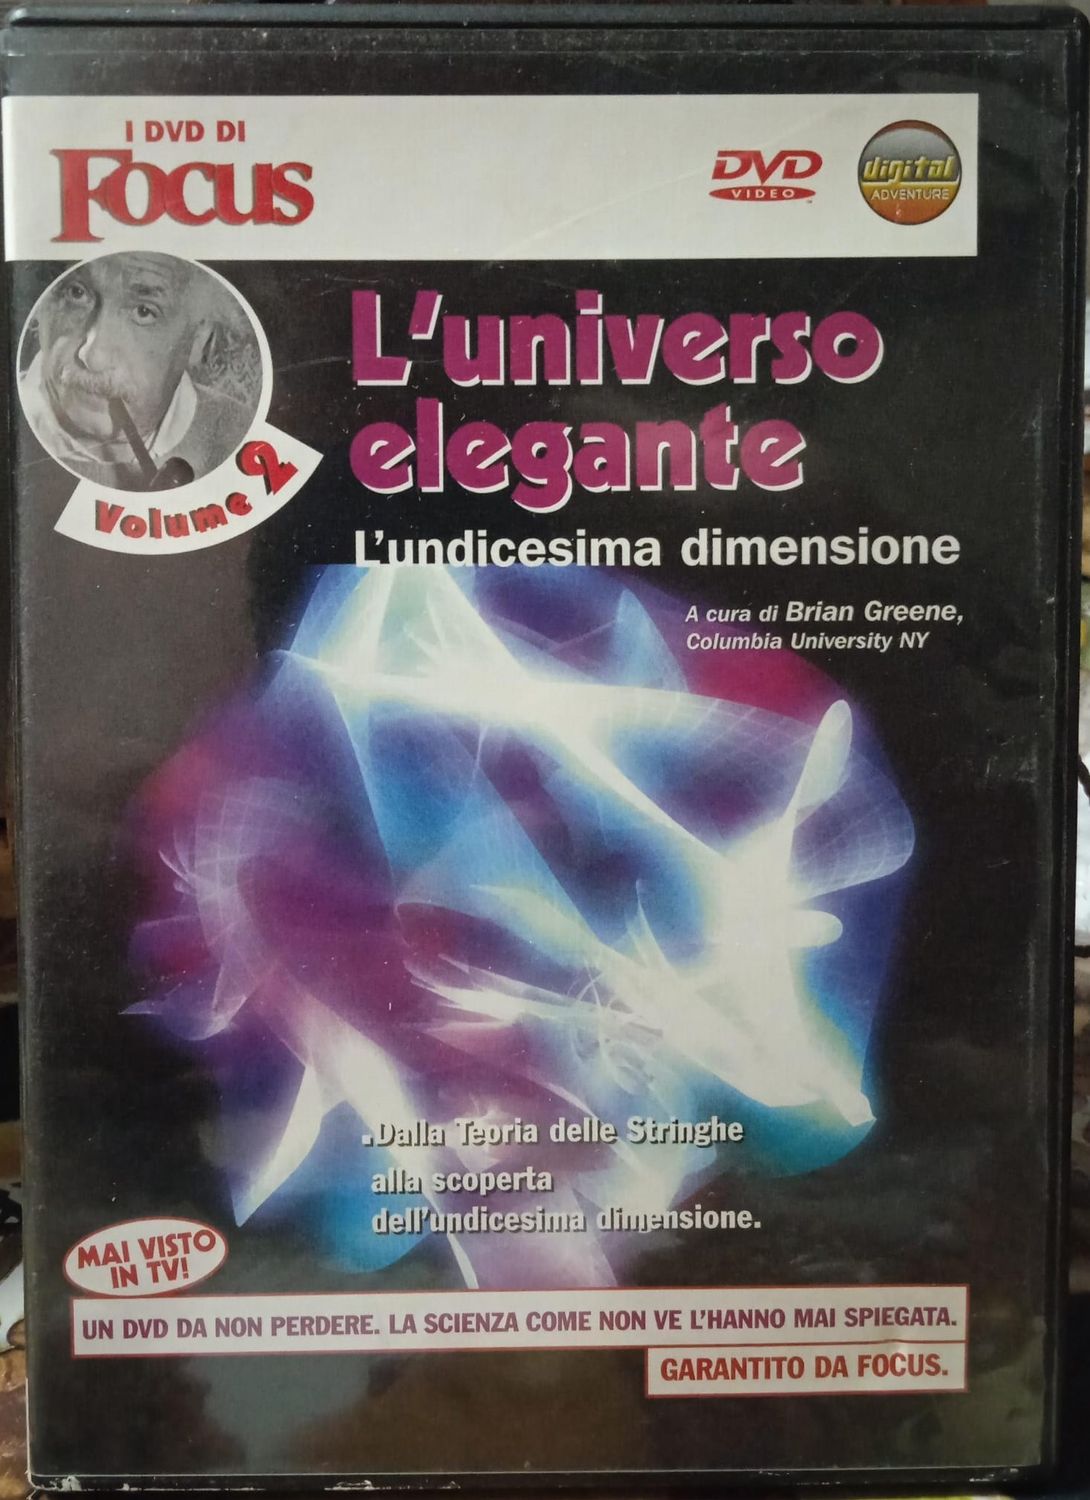 I DVD DI
Focus
DVD
VIDEO
digital
ADVENTURE
Volume 2
L'universo
elegante
L'undicesima dimensione
A cura di Brian Greene,
Columbia University NY
.Dalla Teoria delle Stringhe
alla scoperta
dell'undicesima dimensione.
MAI VISTO
IN TV!
UN DVD DA NON PERDERE. LA SCIENZA COME NON VE L'HANNO MAI SPIEGATA.
GARANTITO DA FOCUS.